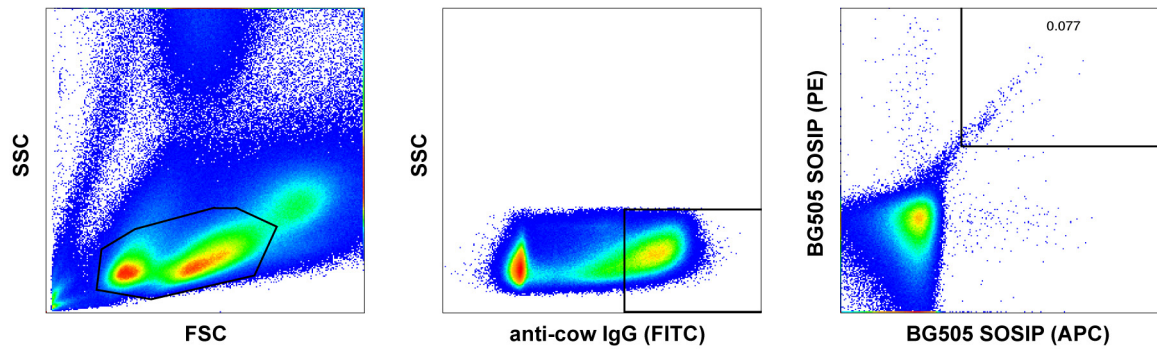 SSC
FSC
SSC
anti-cow IgG (FITC)
0.077
BG505 SOSIP (PE)
BG505 SOSIP (APC)